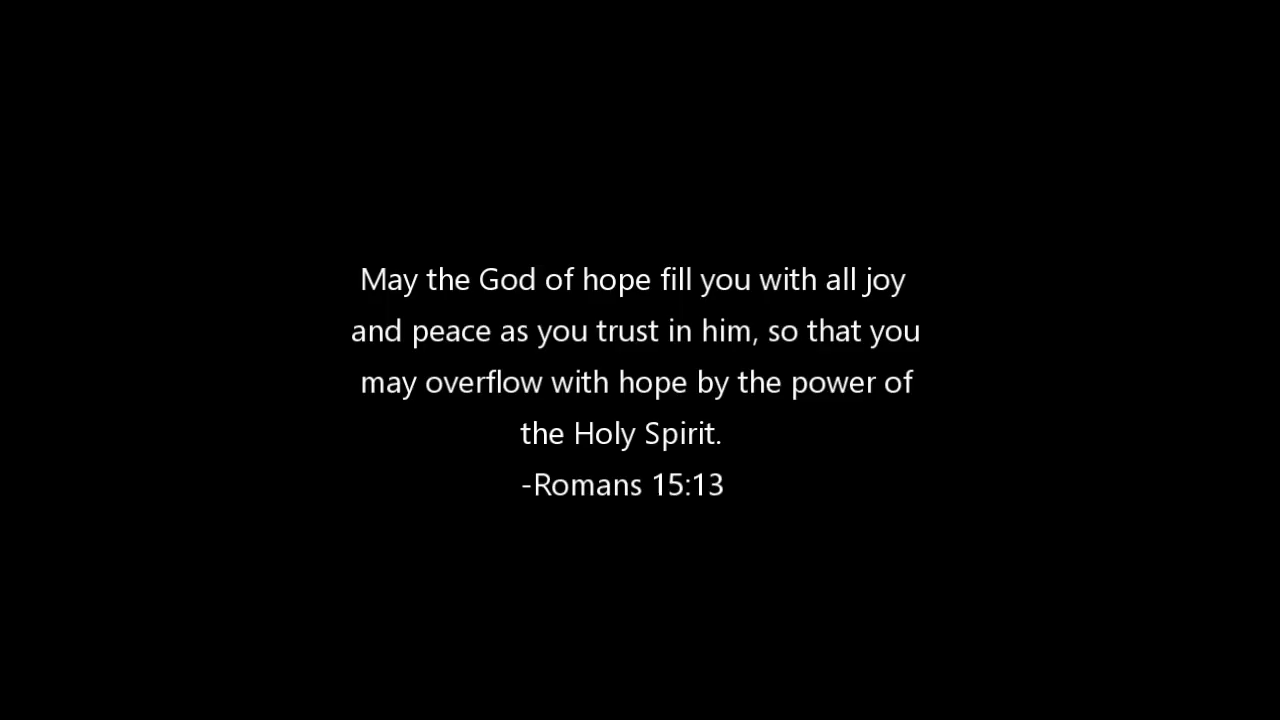 May the God of hope fill you with all joy
and peace as you trust in him, so that you
may overflow with hope by the power of
the Holy Spirit.
-Romans 15:13